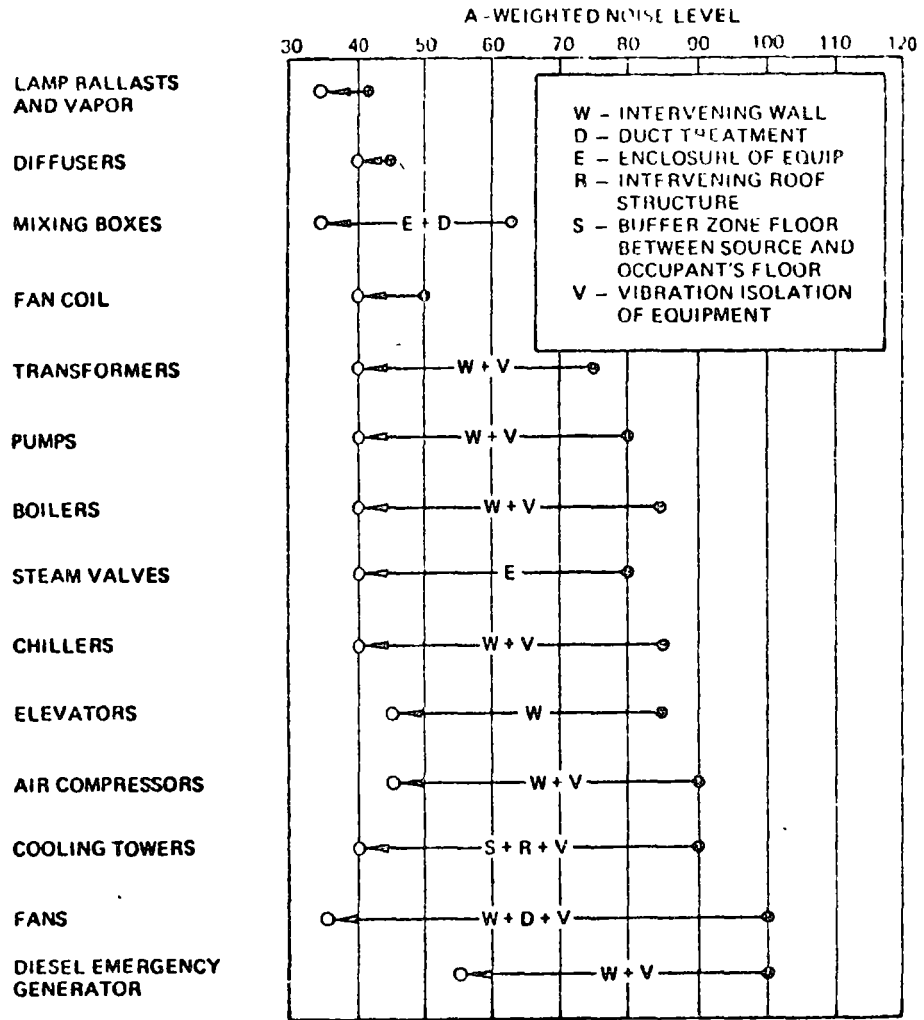 A-WEIGHTED NOISE LEVEL
30 40 50 60 70 80 90 100 110 120
LAMP BALLASTS
AND VAPOR
DIFFUSERS
MIXING BOXES
E + D
FAN COIL
TRANSFORMERS
W + V
PUMPS
W + V
BOILERS
W + V
STEAM VALVES
E
CHILLERS
W + V
ELEVATORS
W
AIR COMPRESSORS
W + V
COOLING TOWERS
S + R + V
FANS
W + D + V
DIESEL EMERGENCY
GENERATOR
W + V
W – INTERVENING WALL
D – DUCT TREATMENT
E – ENCLOSURE OF EQUIP
R – INTERVENING ROOF
STRUCTURE
S – BUFFER ZONE FLOOR
BETWEEN SOURCE AND
OCCUPANT'S FLOOR
V – VIBRATION ISOLATION
OF EQUIPMENT